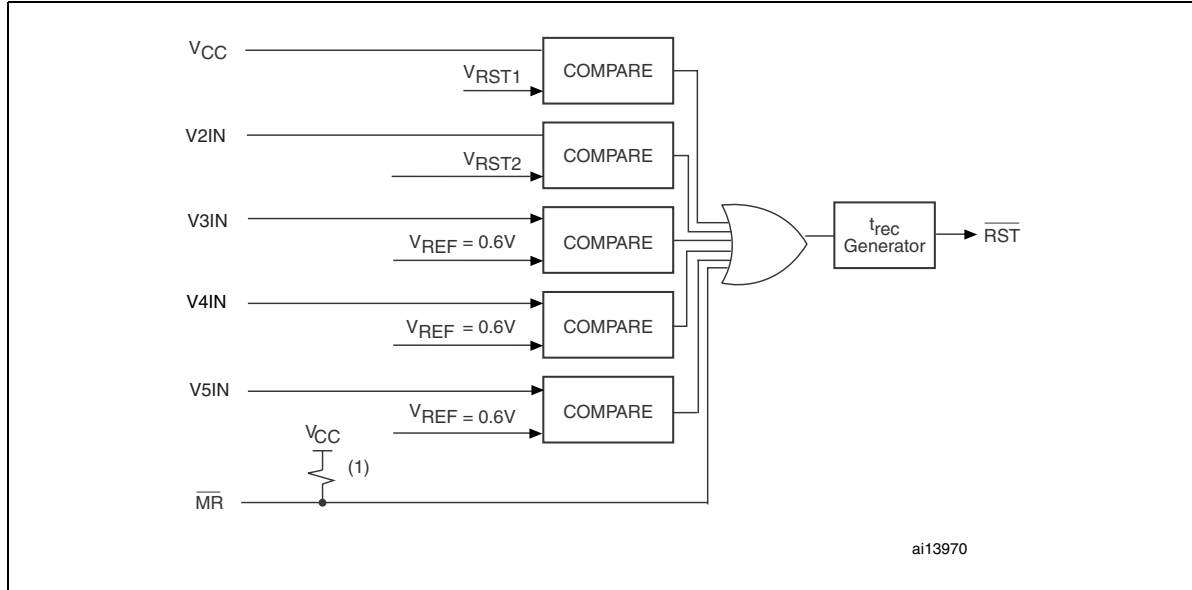 VCC
COMPARE
VRST1
V2IN
COMPARE
VRST2
V3IN
COMPARE
VREF = 0.6V
trec
Generator
RST
V4IN
COMPARE
VREF = 0.6V
V5IN
COMPARE
VREF = 0.6V
VCC
(1)
MR
ai13970